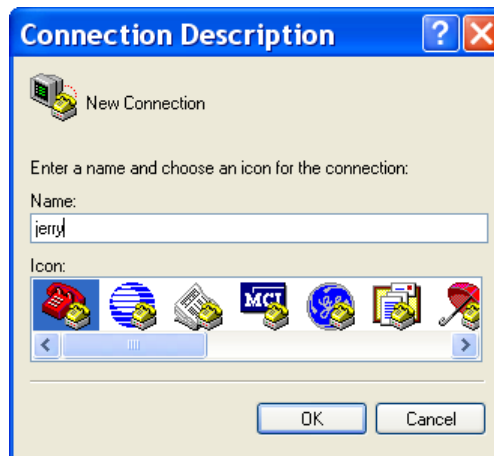 Connection Description
New Connection
Enter a name and choose an icon for the connection:
Name:
jerry
Icon:
MCI
OK
Cancel